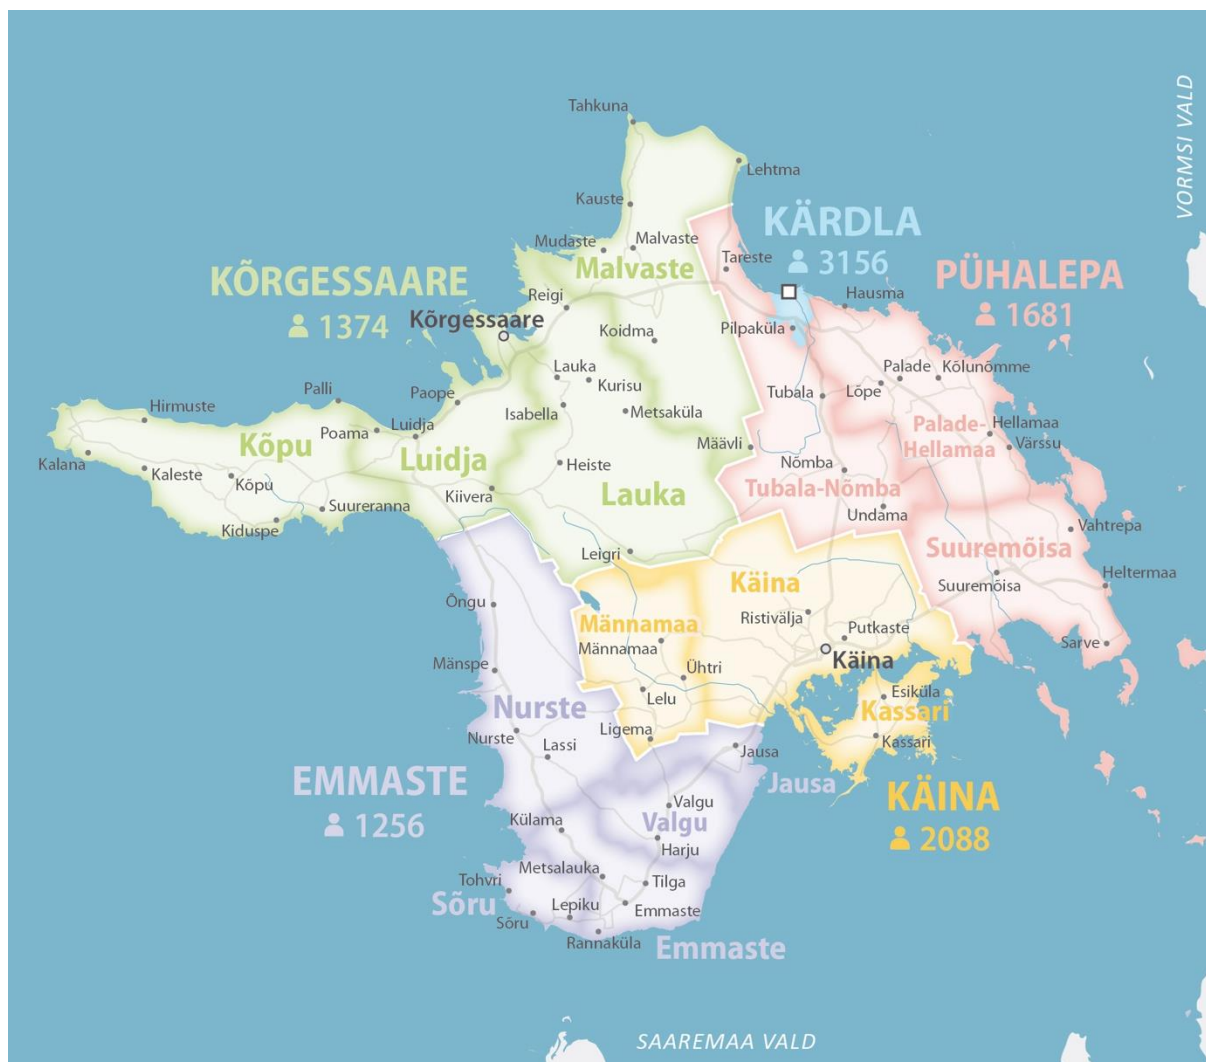 Tahkuna
VORMSI VALD
Lehtma
Kauste
KÄRDLA
3156
Mudaste
Malvaste
Malvaste
Tareste
KÕRGESSAARE
1374
PÜHALEPA
1681
Reigi
Hausma
Kõrgessaare
Koidma
Pilpaküla
Lauka
Kurisu
Palade
Kõlunõmme
Lõpe
Palli
Paope
Tubala
Hirmuste
Isabella
Metsaküla
Luidja
Poama
Palade-
Hellamaa
Hellamaa
Värssu
Kõpu
Määvli
Kalana
Luidja
Heiste
Nõmba
Kaleste
Kõpu
Kiivera
Lauka
Tubala-Nõmba
Suureranna
Undama
Kiduspe
Vahtrepa
Leigri
Suuremõisa
Käina
Suuremõisa
Heltermaa
Õngu
Ristivälja
Männamaa
Putkaste
Männamaa
Käina
Sarve
Mänspe
Ühtri
Lelu
Esiküla
Nurste
Kassari
Ligema
Nurste
Kassari
Lassi
Jausa
EMMASTE
1256
Jausa
KÄINA
2088
Valgu
Valgu
Külama
Harju
Metsalauka
Tohvri
Tilga
Sõru
Lepiku
Emmaste
Sõru
Rannaküla
Emmaste
SAAREMAA VALD